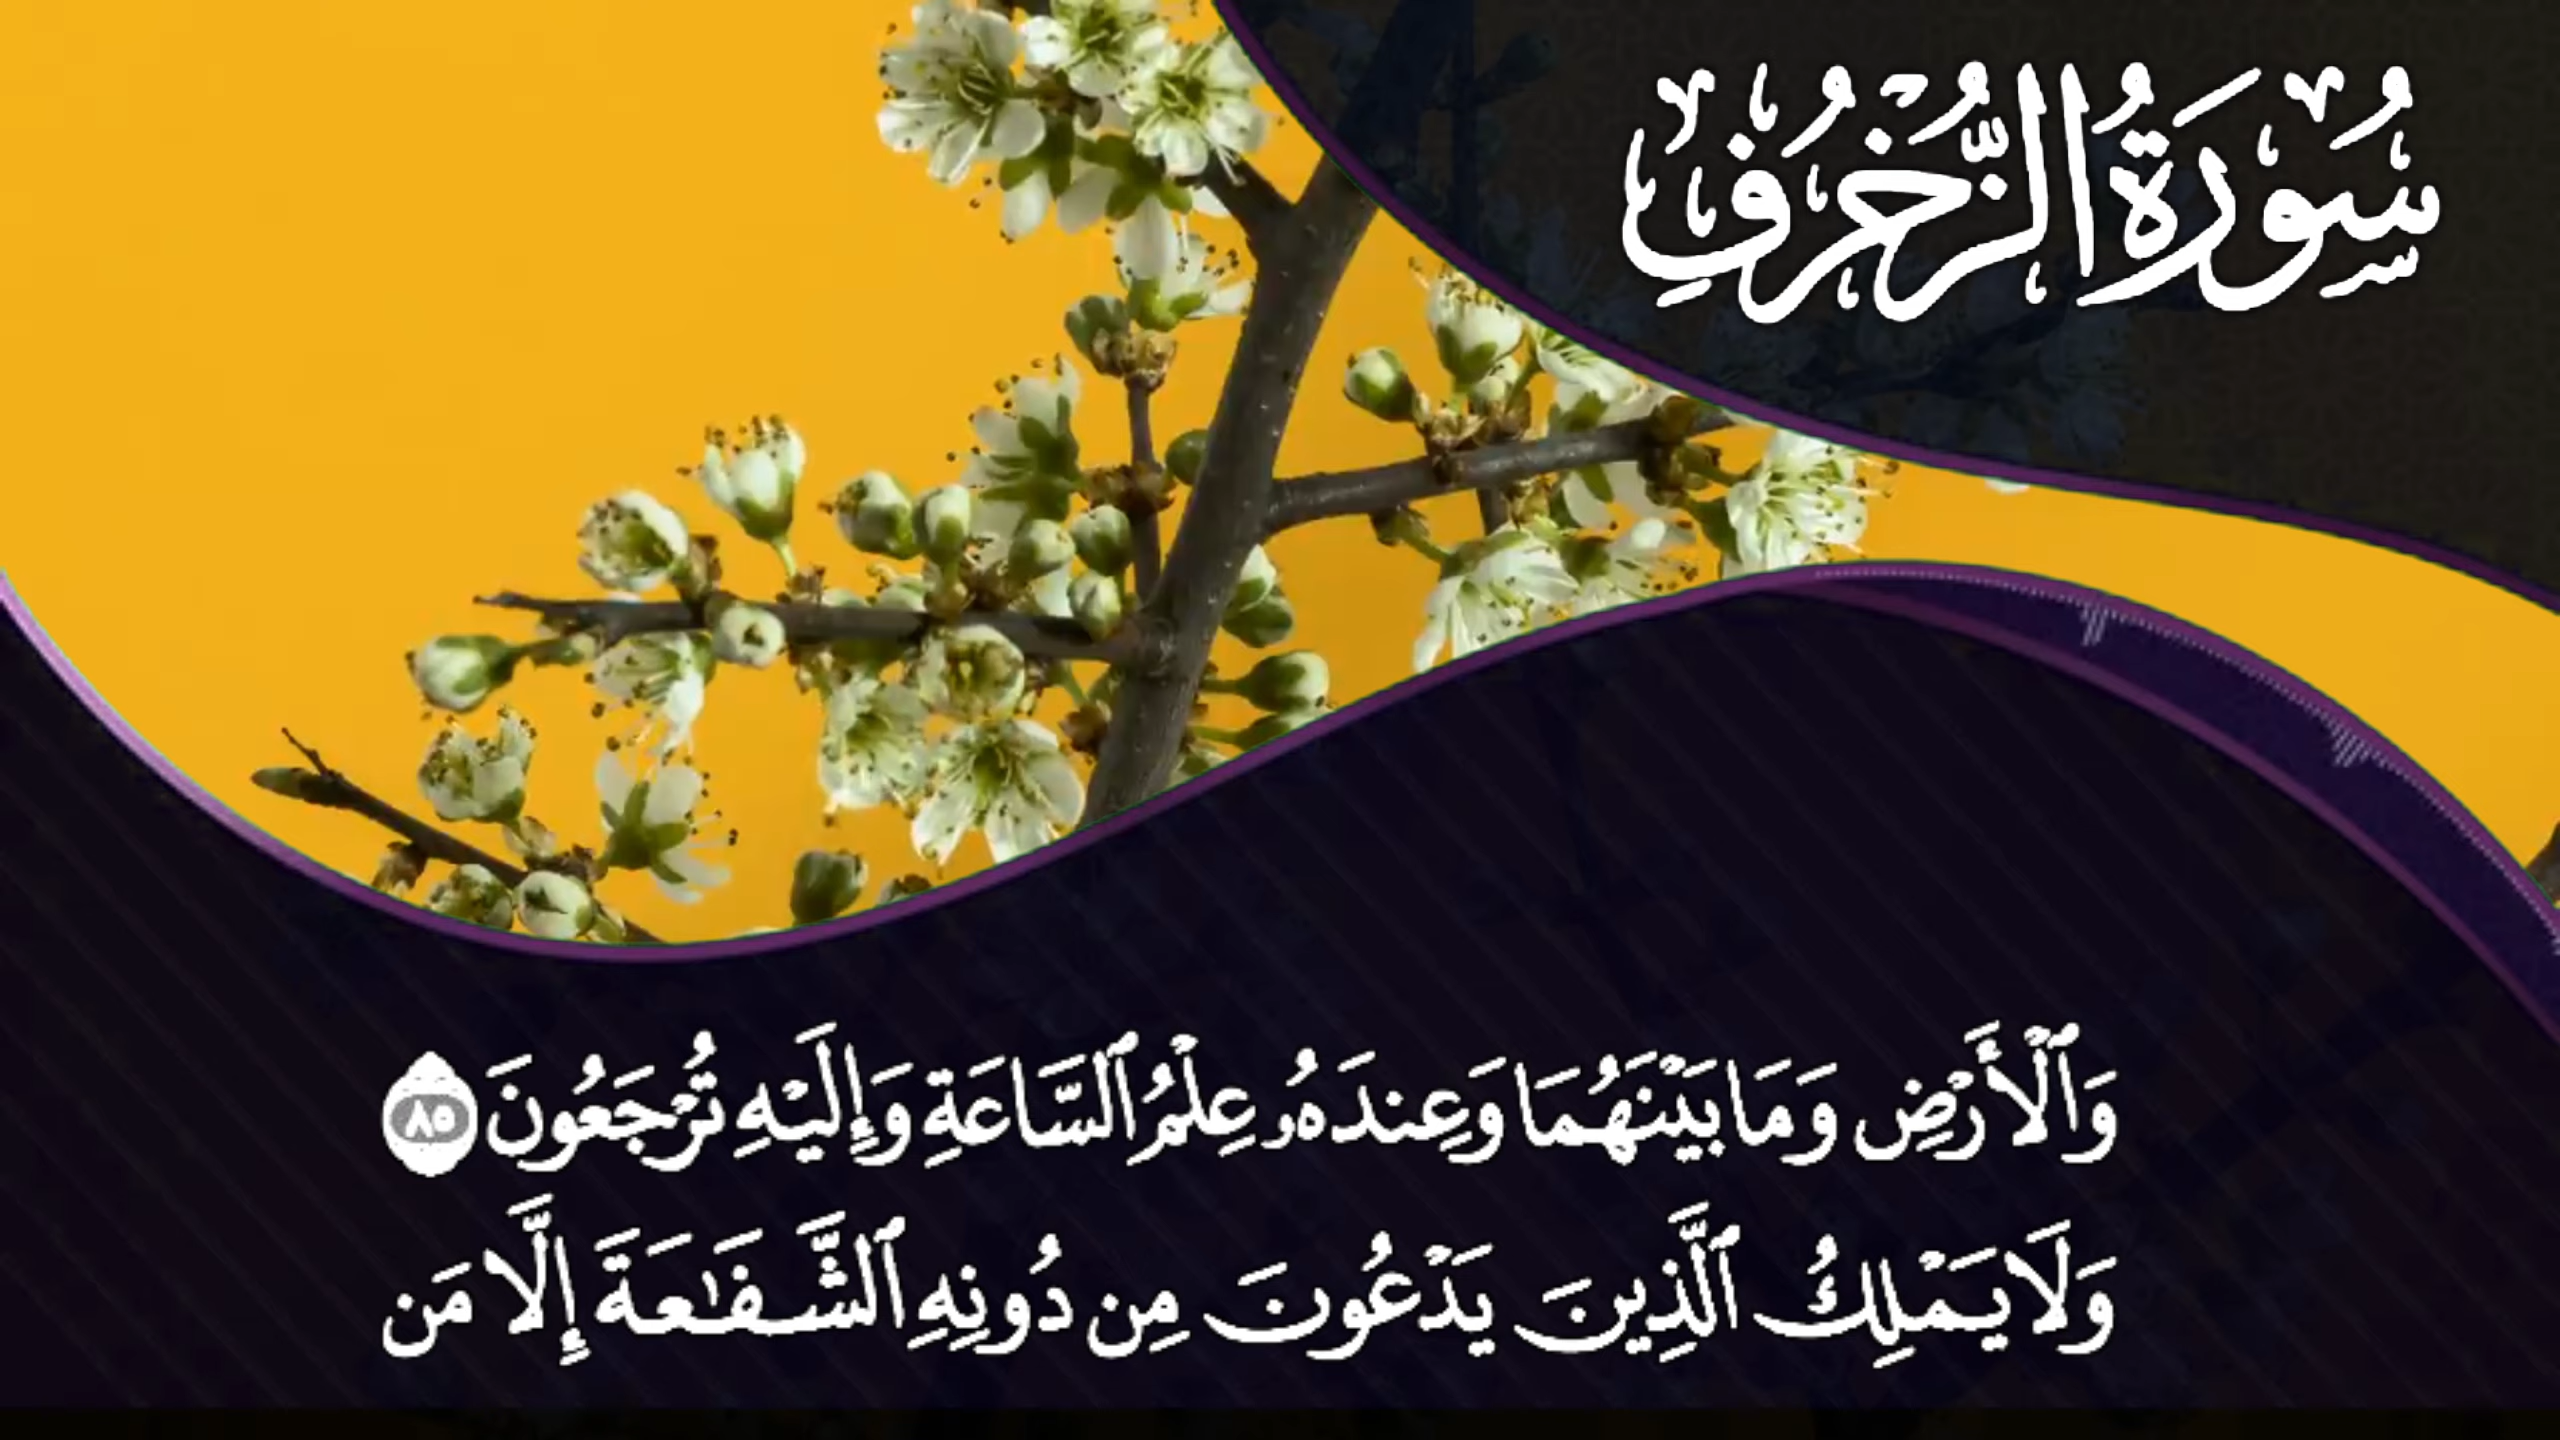 سُورَةُ الزُّخْرُفِ
وَٱلْأَرْضِ وَمَا بَيْنَهُمَا وَعِندَهُۥ عِلْمُ ٱلسَّاعَةِ وَإِلَيْهِ تُرْجَعُونَ ٨٥
وَلَا يَمْلِكُ ٱلَّذِينَ يَدْعُونَ مِن دُونِهِ ٱلشَّفَٰعَةَ إِلَّا مَن